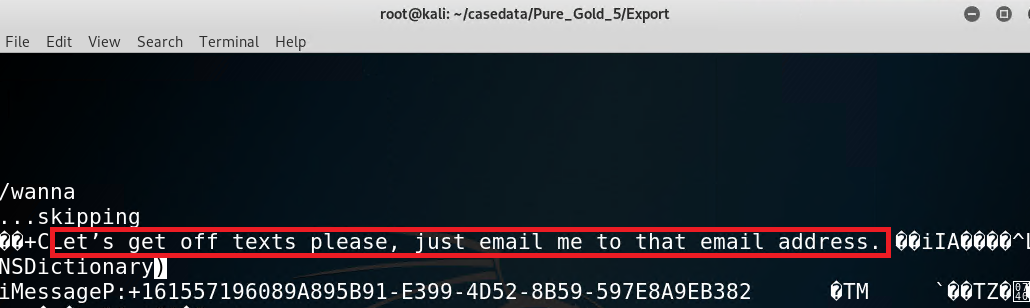 root@kali: ~/casedata/Pure_Gold_5/Export
File Edit View Search Terminal Help
/wanna
...skipping
��+CLet’s get off texts please, just email me to that email address. ��iIA����^L
NSDictionary)
iMessageP:+161557196089A895B91-E399-4D52-8B59-597E8A9EB382 �TM `��TZ�